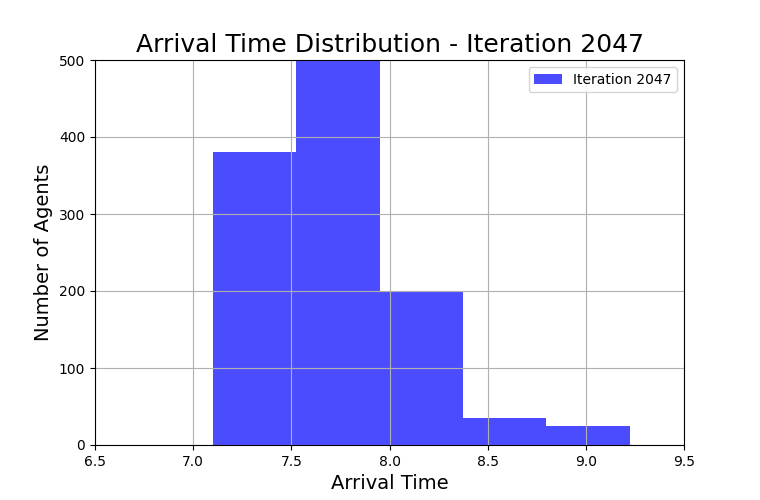 Arrival Time Distribution - Iteration 2047
Iteration 2047
Number of Agents
500
400
300
200
100
0
6.5 7.0 7.5 8.0 8.5 9.0 9.5
Arrival Time